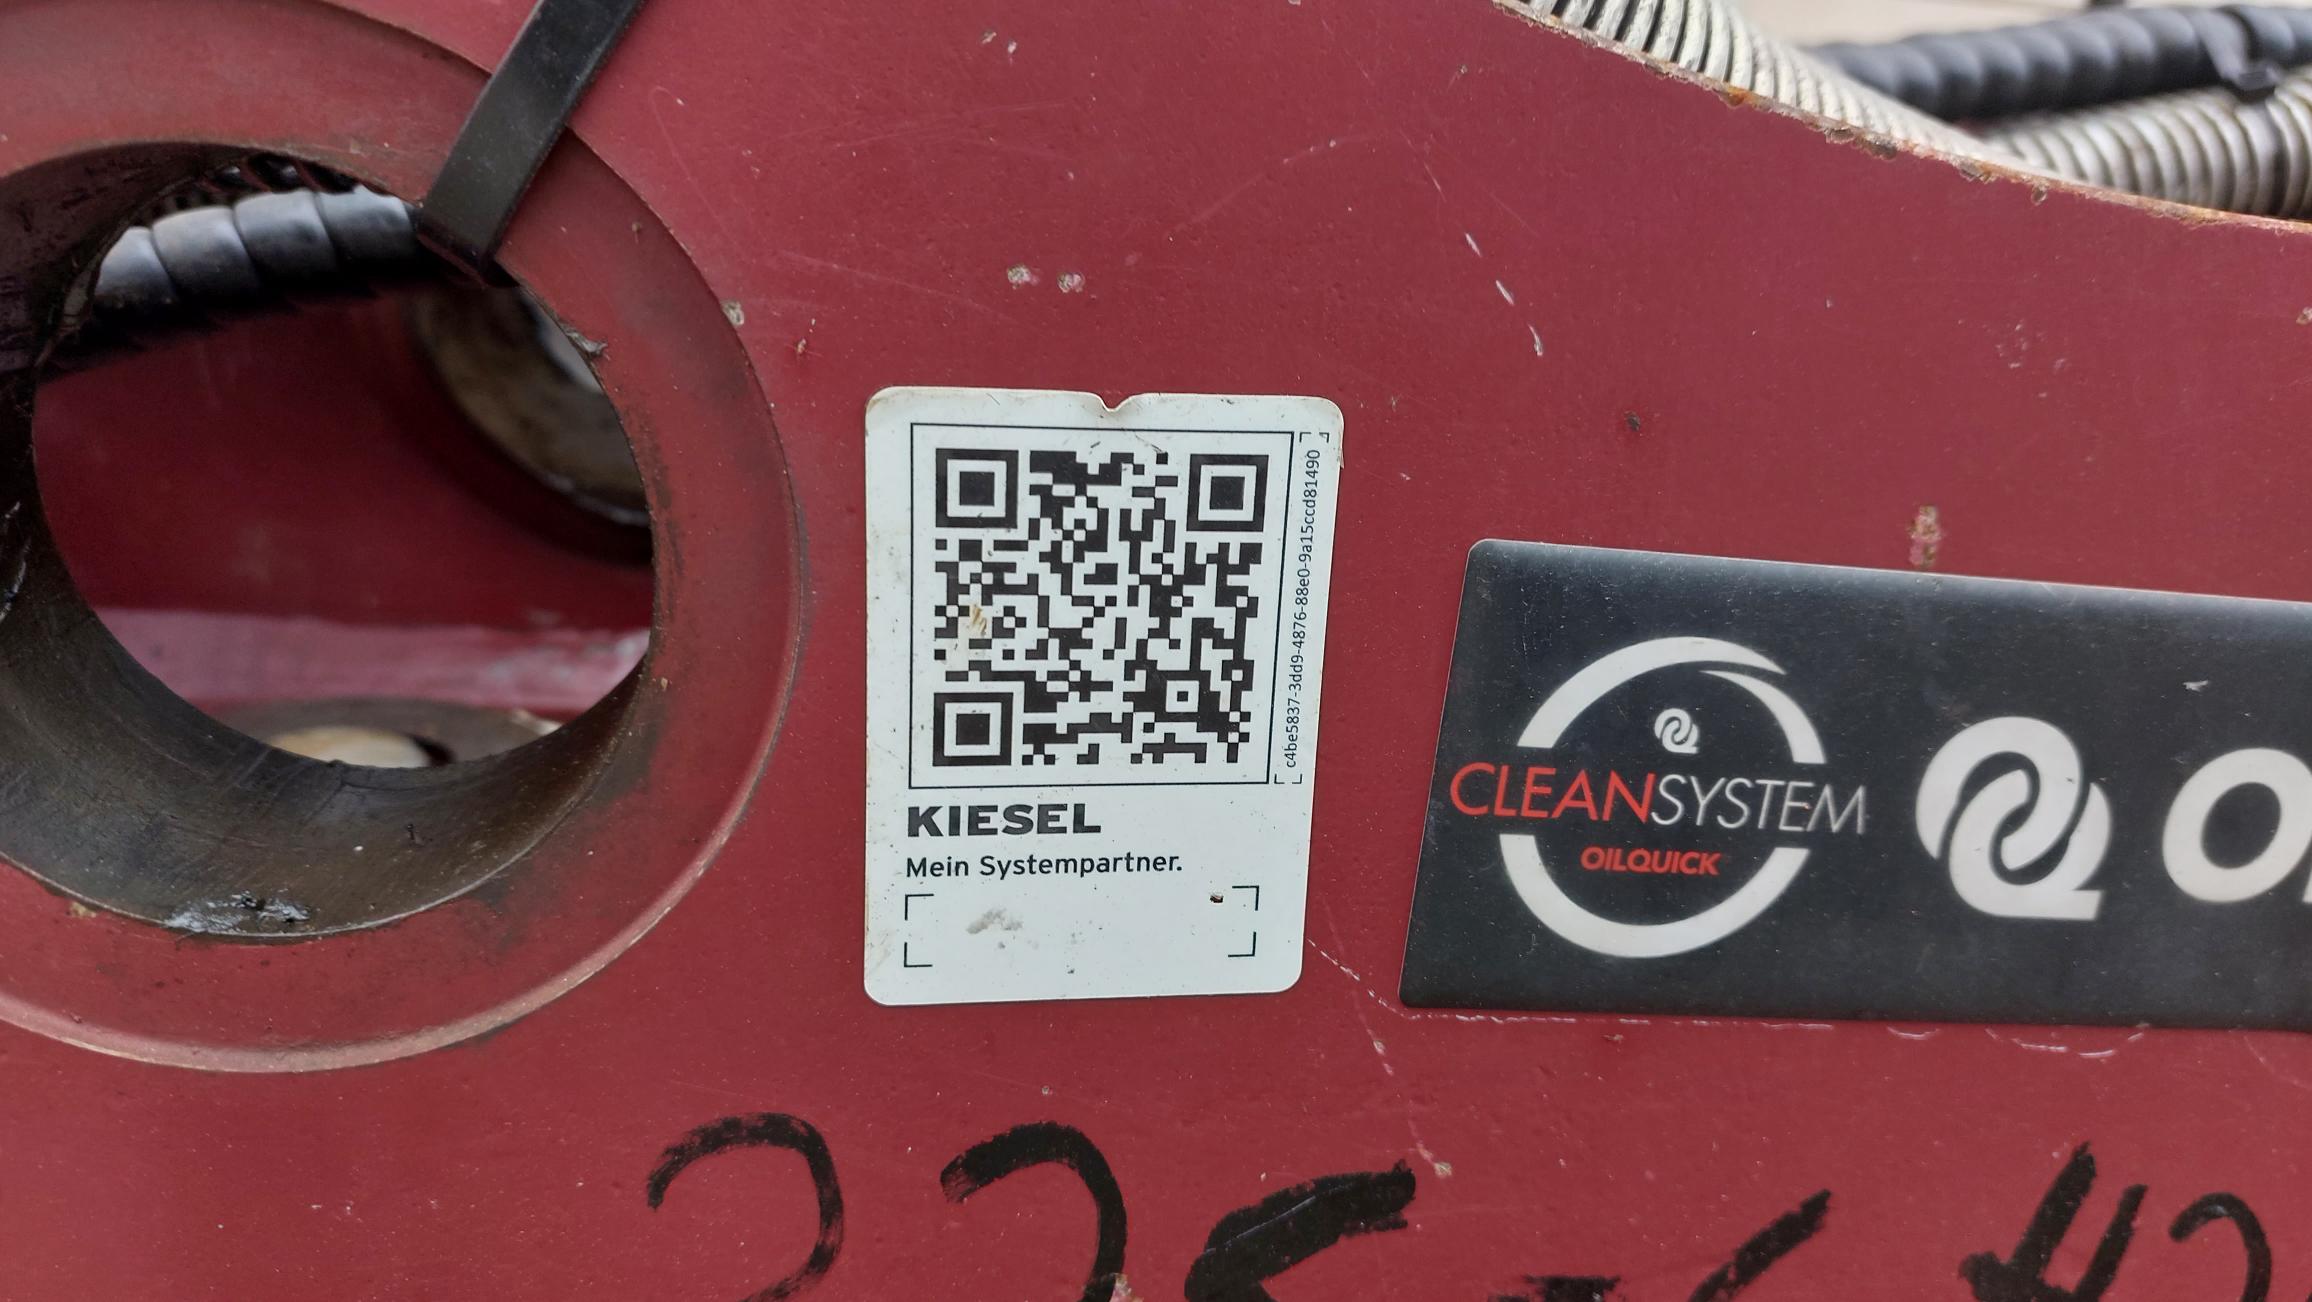 c4be5837-3dd9-4876-88e0-9a15ccd81490
KIESEL
Mein Systempartner.
CLEANSYSTEM
OILQUICK